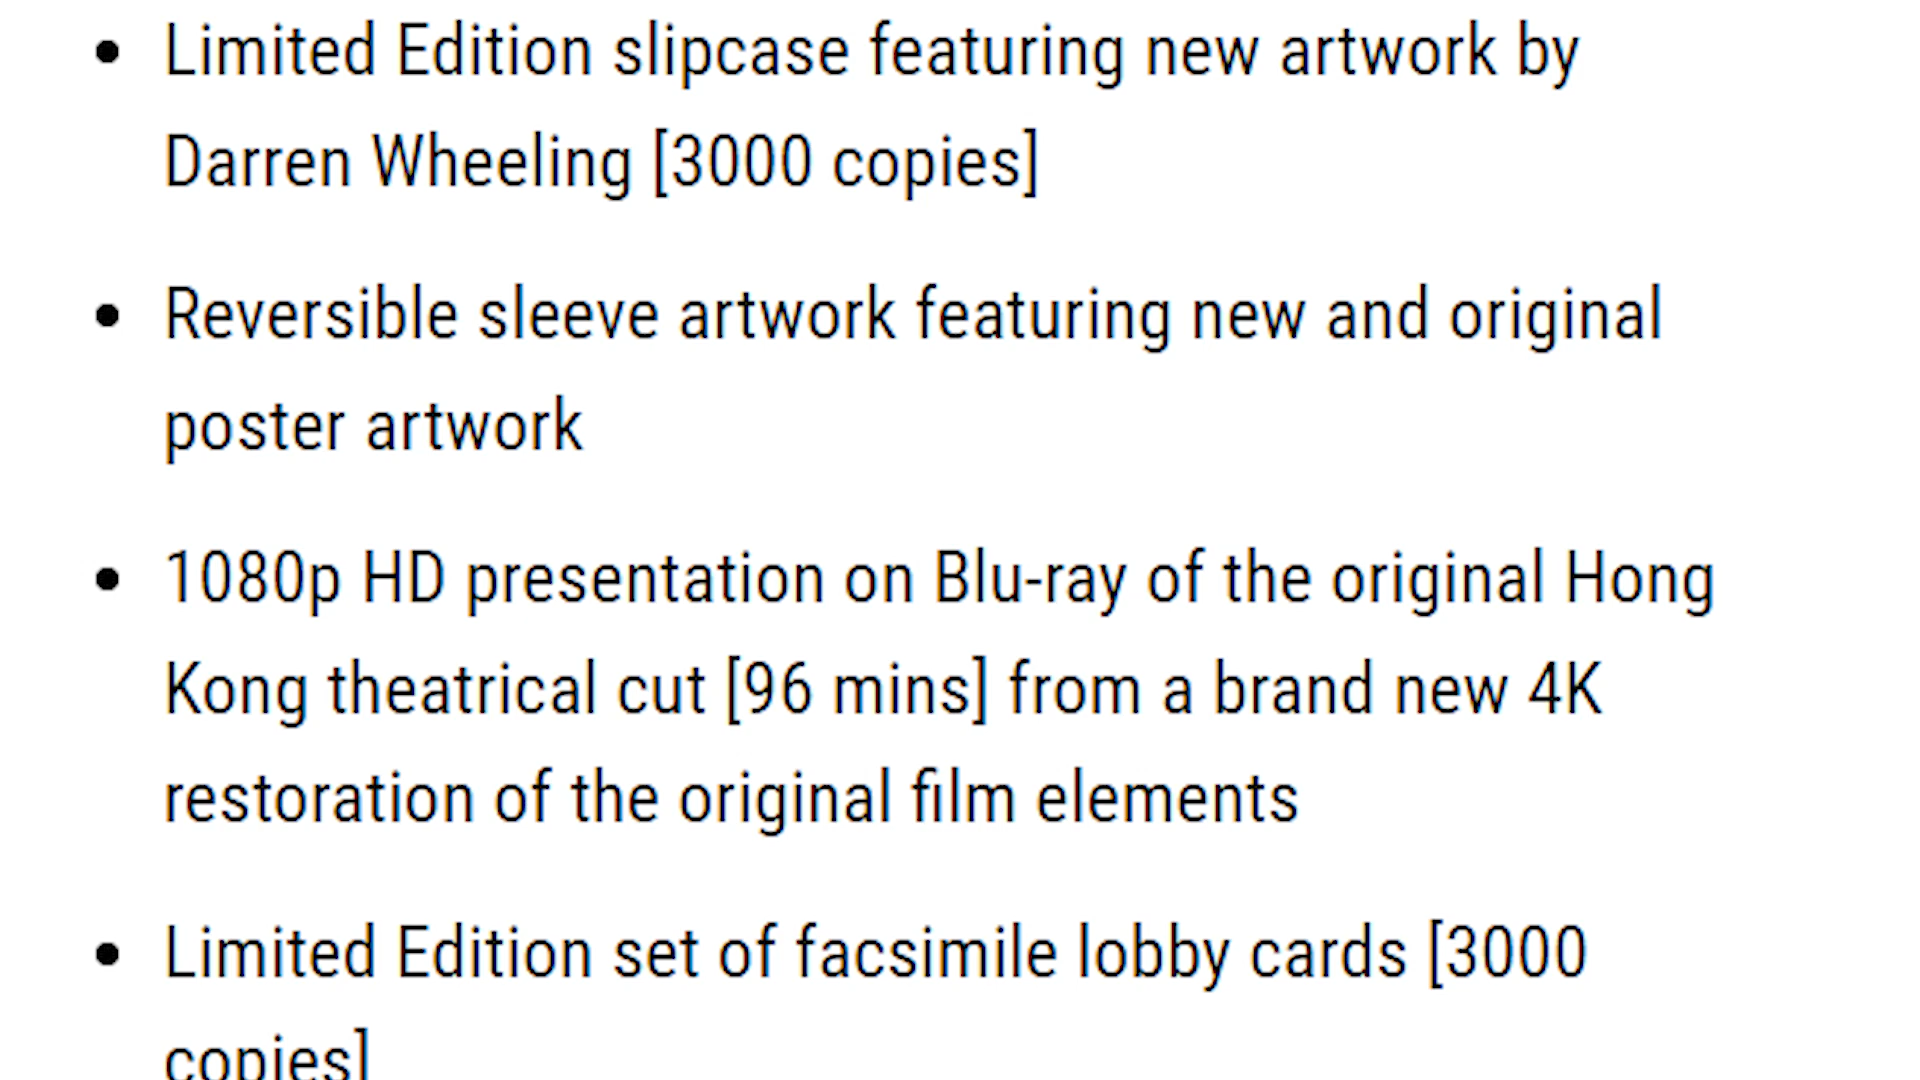 • Limited Edition slipcase featuring new artwork by
Darren Wheeling [3000 copies]
• Reversible sleeve artwork featuring new and original
poster artwork
• 1080p HD presentation on Blu-ray of the original Hong
Kong theatrical cut [96 mins] from a brand new 4K
restoration of the original film elements
• Limited Edition set of facsimile lobby cards [3000
copies]